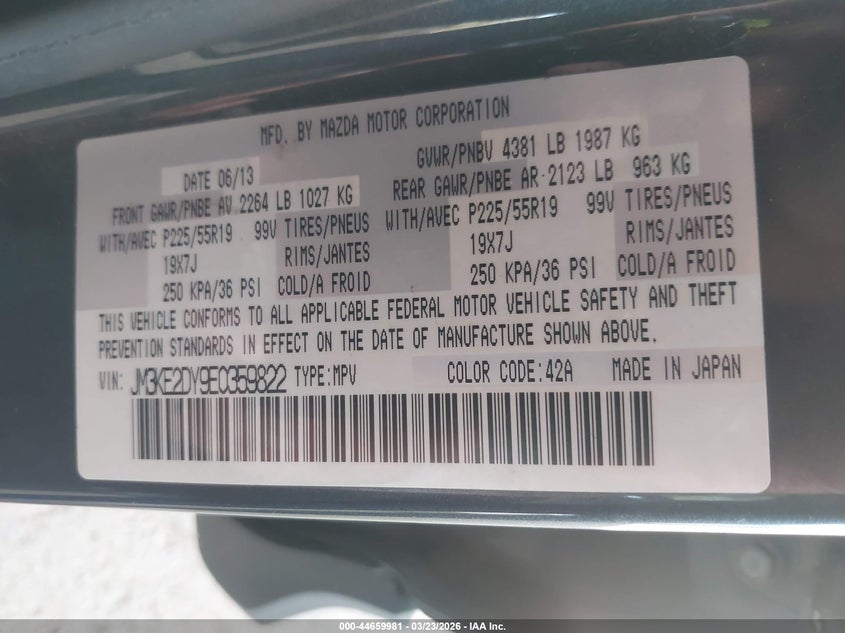 MFD. BY MAZDA MOTOR CORPORATION
DATE 06/13 GVWR/PNBV 4381 LB 1987 KG
FRONT GAWR/PNBE AV 2264 LB 1027 KG REAR GAWR/PNBE AR 2123 LB 963 KG
WITH/AVEC P225/55R19 99V TIRES/PNEUS WITH/AVEC P225/55R19 99V TIRES/PNEUS
19X7J RIMS/JANTES 19X7J RIMS/JANTES
250 KPA/36 PSI COLD/A FROID 250 KPA/36 PSI COLD/A FROID
THIS VEHICLE CONFORMS TO ALL APPLICABLE FEDERAL MOTOR VEHICLE SAFETY AND THEFT
PREVENTION STANDARDS IN EFFECT ON THE DATE OF MANUFACTURE SHOWN ABOVE.
VIN: JM3KE2DY9E0359822 TYPE:MPV COLOR CODE:42A MADE IN JAPAN
000-44659981 - 03/23/2026 - IAA Inc.